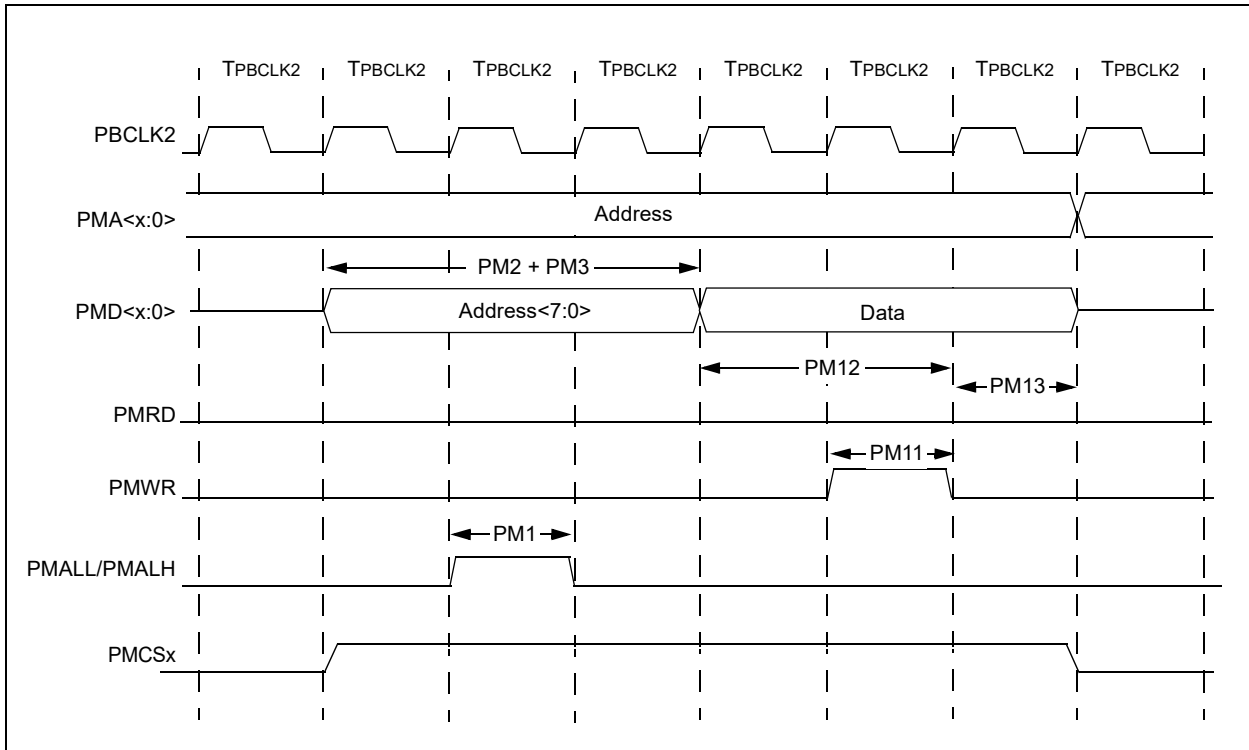 TPBCLK2 TPBCLK2 TPBCLK2 TPBCLK2 TPBCLK2 TPBCLK2 TPBCLK2 TPBCLK2
PBCLK2
PMA<x:0> Address
PM2 + PM3
PMD<x:0> Address<7:0> Data
PM12
PM13
PMRD
PM11
PMWR
PM1
PMALL/PMALH
PMCSx